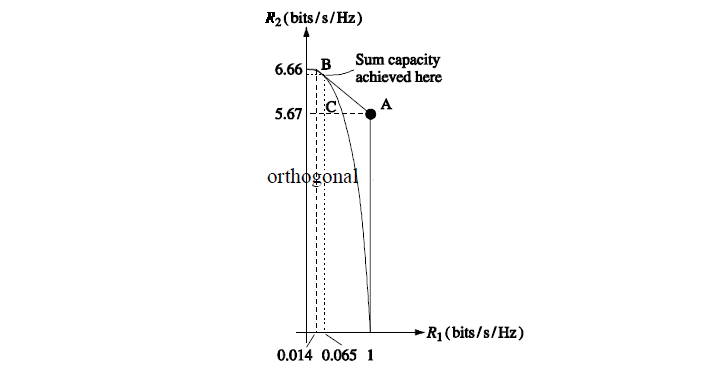 R2 (bits/s/Hz)
6.66
B
Sum capacity
achieved here
5.67
C
A
orthogonal
R1 (bits/s/Hz)
0.014 0.065 1